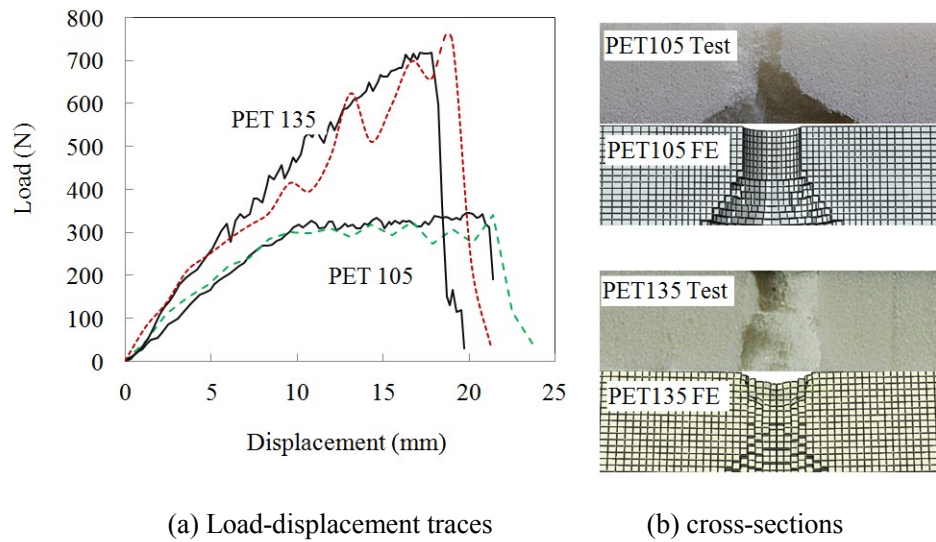 800
700
600
500
400
300
200
100
0
Load (N)
PET 135
PET 105
0 5 10 15 20 25
Displacement (mm)
(a) Load-displacement traces
PET105 Test
PET105 FE
PET135 Test
PET135 FE
(b) cross-sections